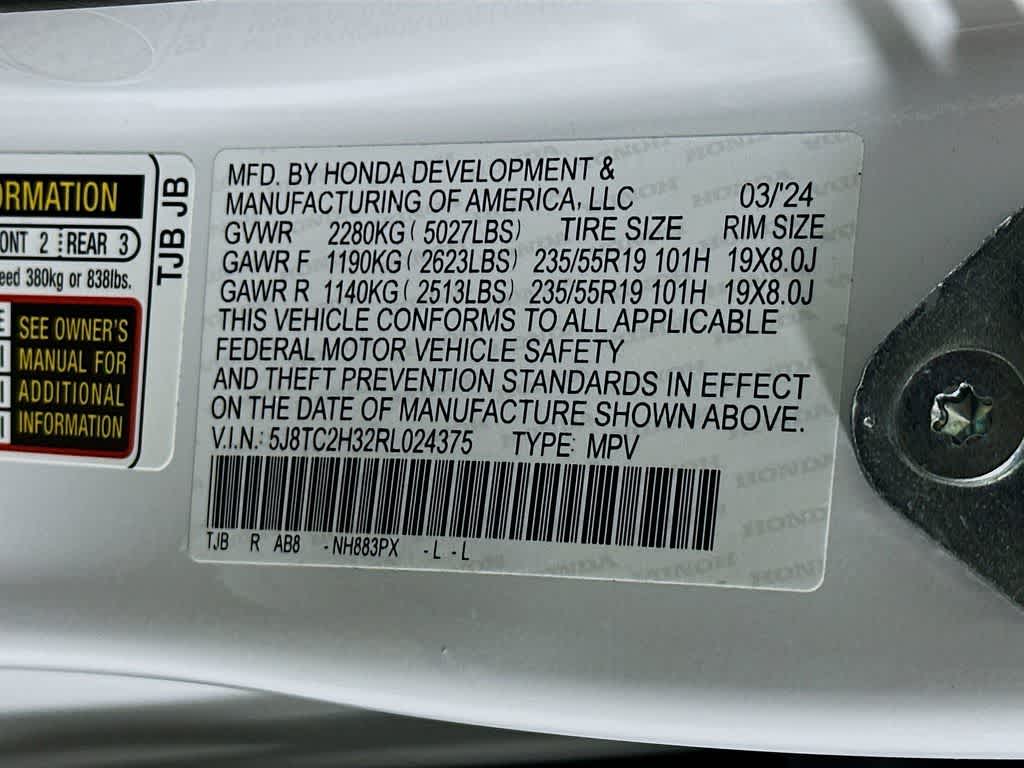 ORMATION
ONT 2 REAR 3
eed 380kg or 838lbs.
SEE OWNER'S
MANUAL FOR
ADDITIONAL
INFORMATION
TJB JB
MFD. BY HONDA DEVELOPMENT &
MANUFACTURING OF AMERICA, LLC 03/'24
GVWR 2280KG ( 5027LBS) TIRE SIZE RIM SIZE
GAWR F 1190KG ( 2623LBS) 235/55R19 101H 19X8.0J
GAWR R 1140KG ( 2513LBS) 235/55R19 101H 19X8.0J
THIS VEHICLE CONFORMS TO ALL APPLICABLE
FEDERAL MOTOR VEHICLE SAFETY
AND THEFT PREVENTION STANDARDS IN EFFECT
ON THE DATE OF MANUFACTURE SHOWN ABOVE.
V.I.N.: 5J8TC2H32RL024375 TYPE: MPV
TJB R AB8 -NH883PX -L -L